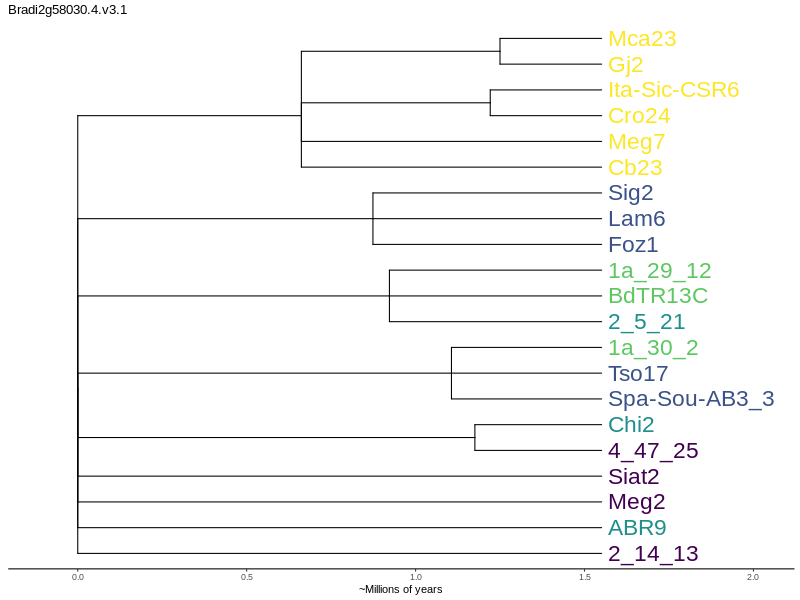 Bradi2g58030.4.v3.1
Mca23
Gj2
Ita-Sic-CSR6
Cro24
Meg7
Cb23
Sig2
Lam6
Foz1
1a_29_12
BdTR13C
2_5_21
1a_30_2
Tso17
Spa-Sou-AB3_3
Chi2
4_47_25
Siat2
Meg2
ABR9
2_14_13
0.0 0.5 1.0 1.5 2.0
~Millions of years